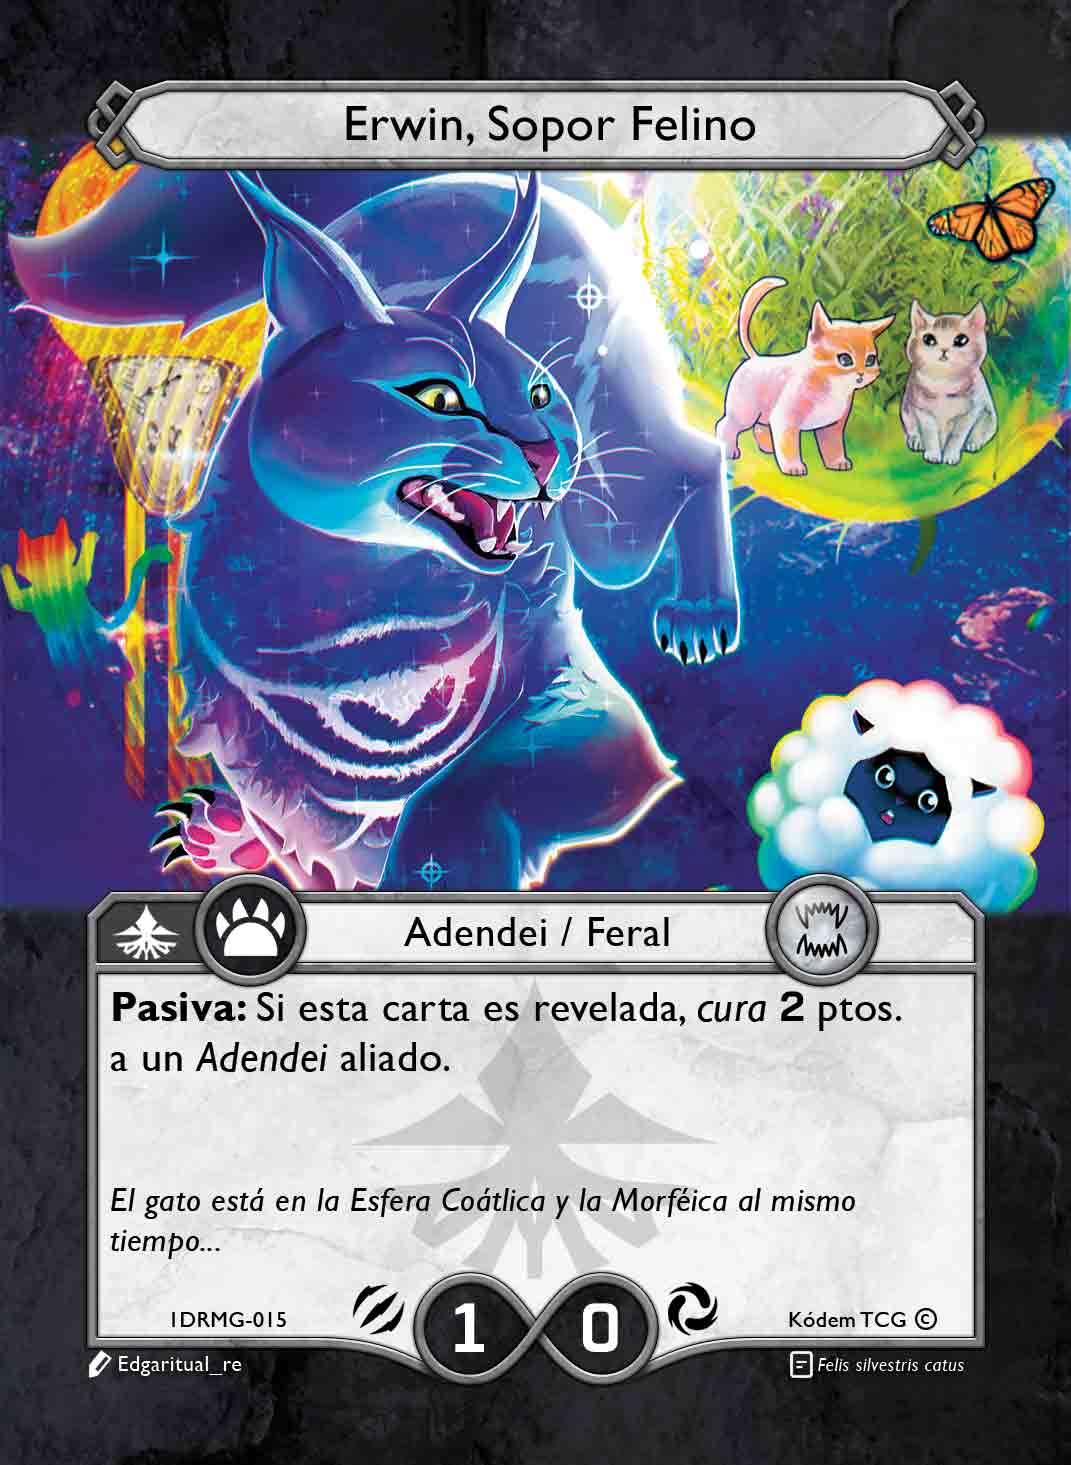 Erwin, Sopor Felino
Adendei / Feral
Pasiva: Si esta carta es revelada, cura 2 ptos.
a un Adendei aliado.
El gato está en la Esfera Coátlica y la Morféica al mismo
tiempo...
1DRMG-015
1
0
Kódem TCG ©
Edgaritual_re
Felis silvestris catus